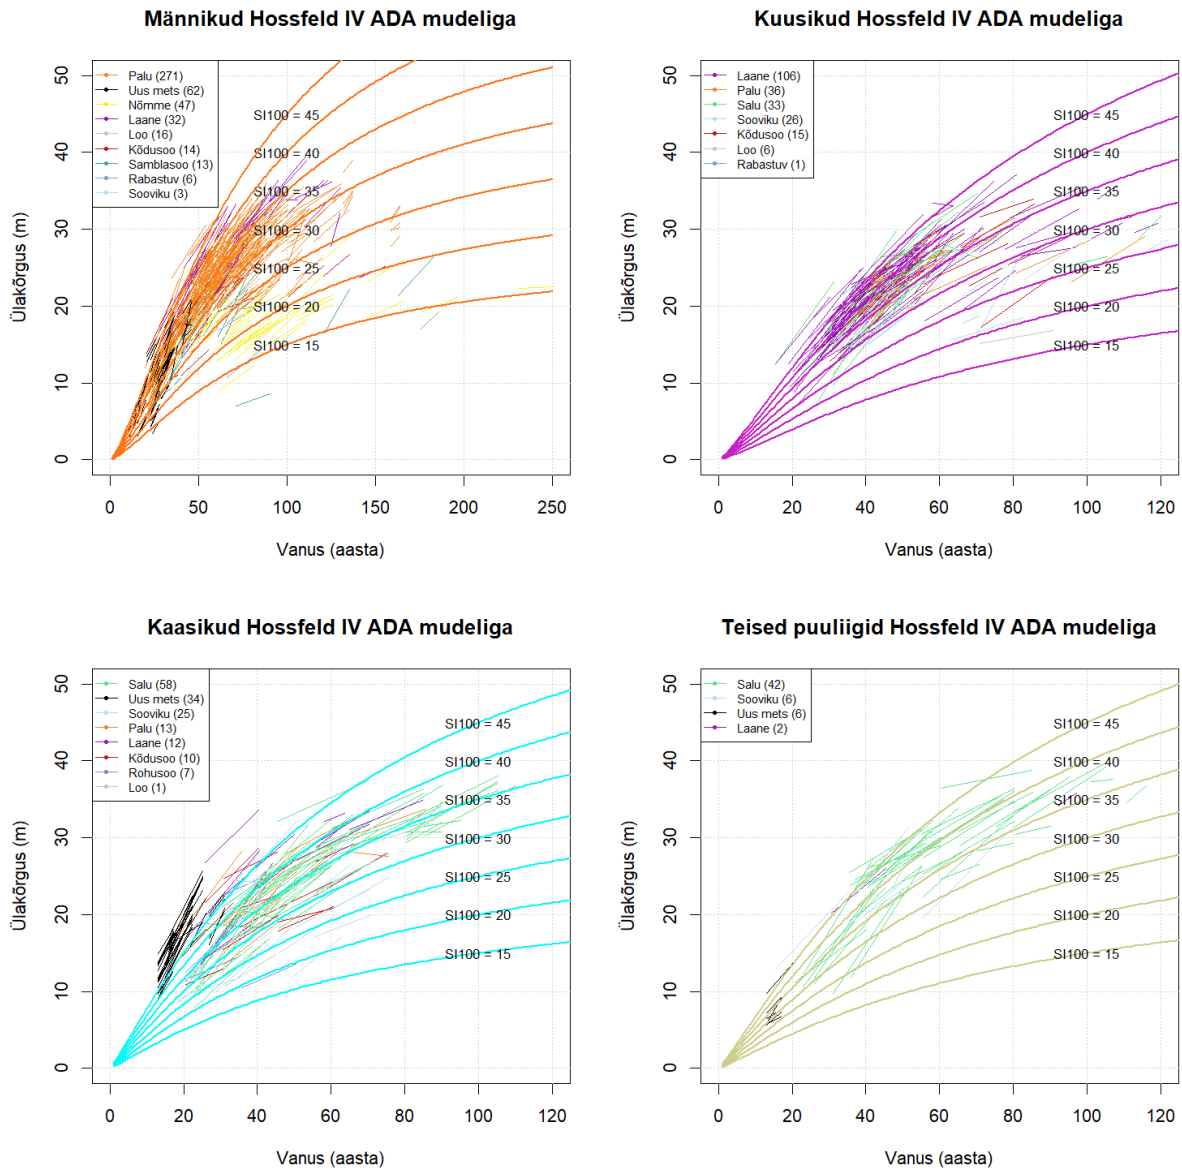 Männikud Hossfeld IV ADA mudeliga
Palu (271)
Uus mets (62)
Nõmme (47)
Laane (32)
Loo (16)
Kõdusoo (14)
Samblasoo (13)
Rabastuv (6)
Sooviku (3)
SI100 = 45
SI100 = 40
SI100 = 35
SI100 = 30
SI100 = 25
SI100 = 20
SI100 = 15
50
40
30
20
10
0
Ülakõrgus (m)
0 50 100 150 200 250
Vanus (aasta)
Kuusikud Hossfeld IV ADA mudeliga
Laane (106)
Palu (36)
Salu (33)
Sooviku (26)
Kõdusoo (15)
Loo (6)
Rabastuv (1)
SI100 = 45
SI100 = 40
SI100 = 35
SI100 = 30
SI100 = 25
SI100 = 20
SI100 = 15
50
40
30
20
10
0
Ülakõrgus (m)
0 20 40 60 80 100 120
Vanus (aasta)
Kaasikud Hossfeld IV ADA mudeliga
Salu (58)
Uus mets (34)
Sooviku (25)
Palu (13)
Laane (12)
Kõdusoo (10)
Rohusoo (7)
Loo (1)
SI100 = 45
SI100 = 40
SI100 = 35
SI100 = 30
SI100 = 25
SI100 = 20
SI100 = 15
50
40
30
20
10
0
Ülakõrgus (m)
0 20 40 60 80 100 120
Vanus (aasta)
Teised puuliigid Hossfeld IV ADA mudeliga
Salu (42)
Sooviku (6)
Uus mets (6)
Laane (2)
SI100 = 45
SI100 = 40
SI100 = 35
SI100 = 30
SI100 = 25
SI100 = 20
SI100 = 15
50
40
30
20
10
0
Ülakõrgus (m)
0 20 40 60 80 100 120
Vanus (aasta)